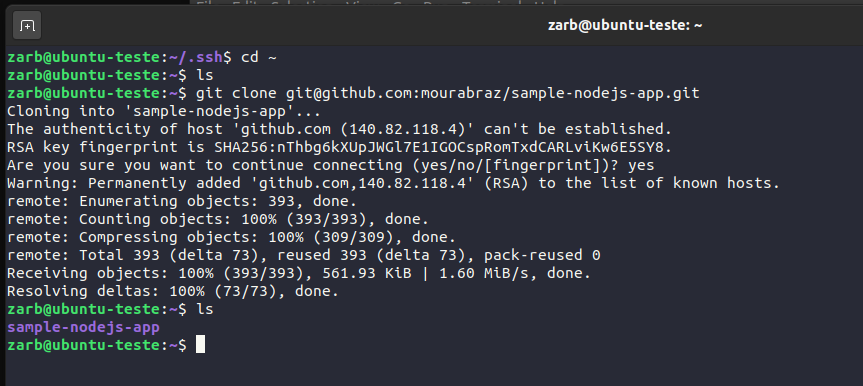 zarb@ubuntu-teste: ~
zarb@ubuntu-teste:~/.ssh$ cd ~
zarb@ubuntu-teste:~$ ls
zarb@ubuntu-teste:~$ git clone git@github.com:mourabraz/sample-nodejs-app.git
Cloning into 'sample-nodejs-app'...
The authenticity of host 'github.com (140.82.118.4)' can't be established.
RSA key fingerprint is SHA256:nThbg6kXUpJWGl7E1IGOCspRomTxdCARLviKw6E5SY8.
Are you sure you want to continue connecting (yes/no/[fingerprint])? yes
Warning: Permanently added 'github.com,140.82.118.4' (RSA) to the list of known hosts.
remote: Enumerating objects: 393, done.
remote: Counting objects: 100% (393/393), done.
remote: Compressing objects: 100% (309/309), done.
remote: Total 393 (delta 73), reused 393 (delta 73), pack-reused 0
Receiving objects: 100% (393/393), 561.93 KiB | 1.60 MiB/s, done.
Resolving deltas: 100% (73/73), done.
zarb@ubuntu-teste:~$ ls
sample-nodejs-app
zarb@ubuntu-teste:~$